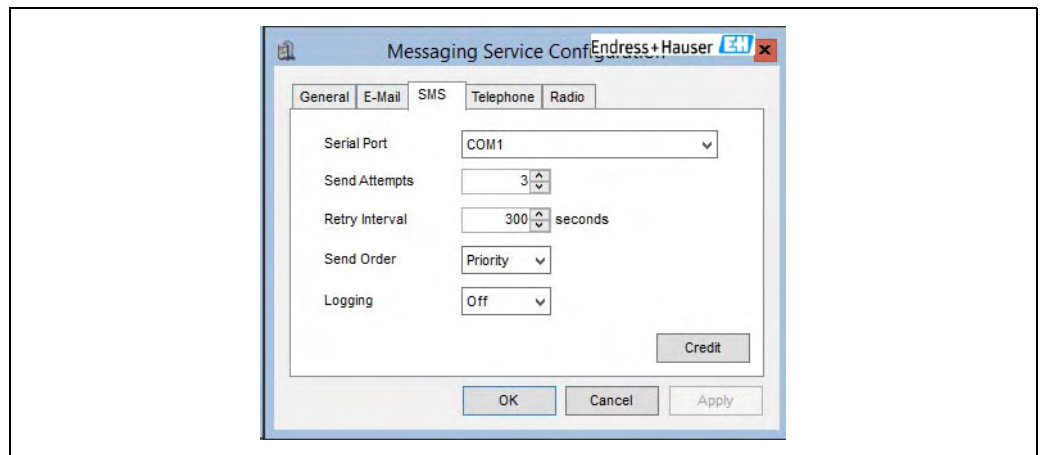 Messaging Service Configuration
Endress+Hauser EH
General E-Mail SMS Telephone Radio
Serial Port COM1
Send Attempts 3
Retry Interval 300 seconds
Send Order Priority
Logging Off
Credit
OK Cancel Apply